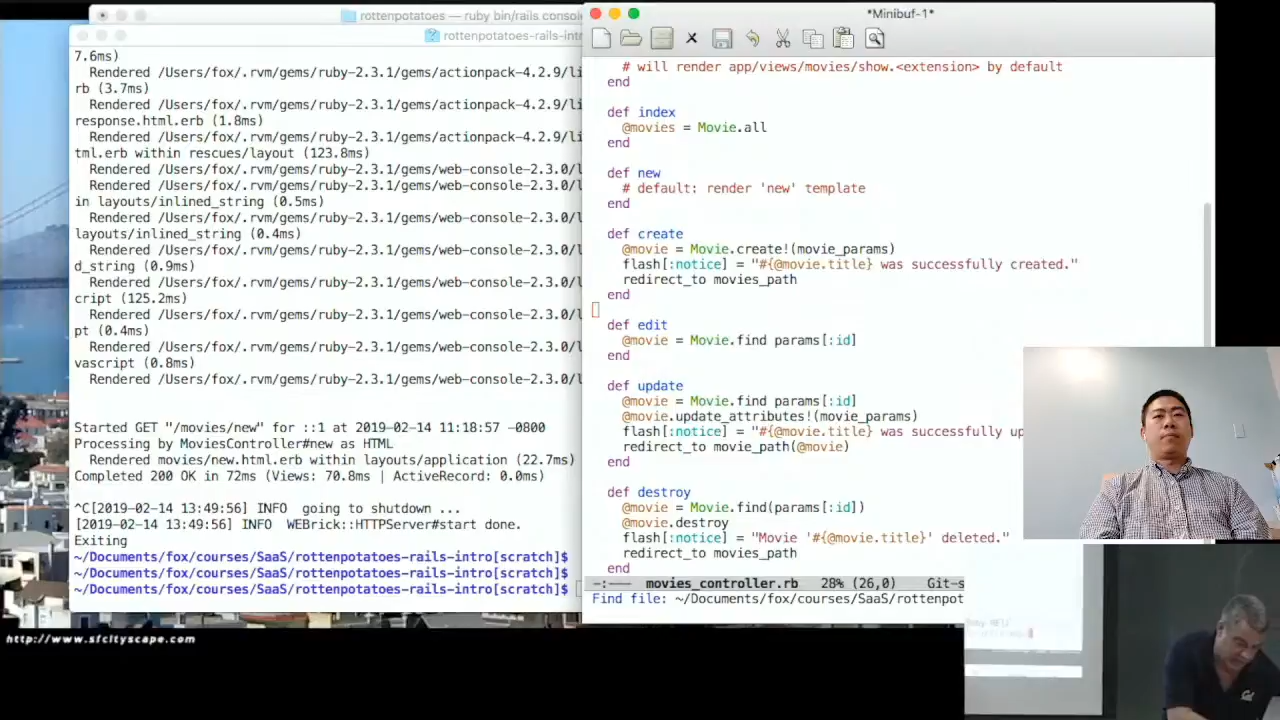 rottenpotatoes — ruby bin/rails conso
rottenpotatoes-rails-intr
7.6ms)
Rendered /Users/fox/.rvm/gems/ruby-2.3.1/gems/actionpack-4.2.9/li
rb (3.7ms)
Rendered /Users/fox/.rvm/gems/ruby-2.3.1/gems/actionpack-4.2.9/li
response.html.erb (1.8ms)
Rendered /Users/fox/.rvm/gems/ruby-2.3.1/gems/actionpack-4.2.9/li
tml.erb within rescues/layout (123.8ms)
Rendered /Users/fox/.rvm/gems/ruby-2.3.1/gems/web-console-2.3.0/l
Rendered /Users/fox/.rvm/gems/ruby-2.3.1/gems/web-console-2.3.0/l
in layouts/inlined_string (0.5ms)
Rendered /Users/fox/.rvm/gems/ruby-2.3.1/gems/web-console-2.3.0/l
layouts/inlined_string (0.4ms)
Rendered /Users/fox/.rvm/gems/ruby-2.3.1/gems/web-console-2.3.0/l
d_string (0.9ms)
Rendered /Users/fox/.rvm/gems/ruby-2.3.1/gems/web-console-2.3.0/l
cript (125.2ms)
Rendered /Users/fox/.rvm/gems/ruby-2.3.1/gems/web-console-2.3.0/l
pt (0.4ms)
Rendered /Users/fox/.rvm/gems/ruby-2.3.1/gems/web-console-2.3.0/l
vascript (0.8ms)
Rendered /Users/fox/.rvm/gems/ruby-2.3.1/gems/web-console-2.3.0/l
Started GET "/movies/new" for ::1 at 2019-02-14 11:18:57 -0800
Processing by MoviesController#new as HTML
Rendered movies/new.html.erb within layouts/application (22.7ms)
Completed 200 OK in 72ms (Views: 70.8ms | ActiveRecord: 0.0ms)
^C[2019-02-14 13:49:56] INFO  going to shutdown ...
[2019-02-14 13:49:56] INFO  WEBrick::HTTPServer#start done.
Exiting
~/Documents/fox/courses/SaaS/rottenpotatoes-rails-intro[scratch]$
~/Documents/fox/courses/SaaS/rottenpotatoes-rails-intro[scratch]$
~/Documents/fox/courses/SaaS/rottenpotatoes-rails-intro[scratch]$
http://www.sfcityscape.com
*Minibuf-1*
# will render app/views/movies/show.<extension> by default
end
def index
@movies = Movie.all
end
def new
# default: render 'new' template
end
def create
@movie = Movie.create!(movie_params)
flash[:notice] = "#{@movie.title} was successfully created."
redirect_to movies_path
end
def edit
@movie = Movie.find params[:id]
end
def update
@movie = Movie.find params[:id]
@movie.update_attributes!(movie_params)
flash[:notice] = "#{@movie.title} was successfully up
redirect_to movie_path(@movie)
end
def destroy
@movie = Movie.find(params[:id])
@movie.destroy
flash[:notice] = "Movie '#{@movie.title}' deleted."
redirect_to movies_path
end
-:--- movies_controller.rb 28% (26,0) Git-s
Find file: ~/Documents/fox/courses/SaaS/rottenpot
Cal